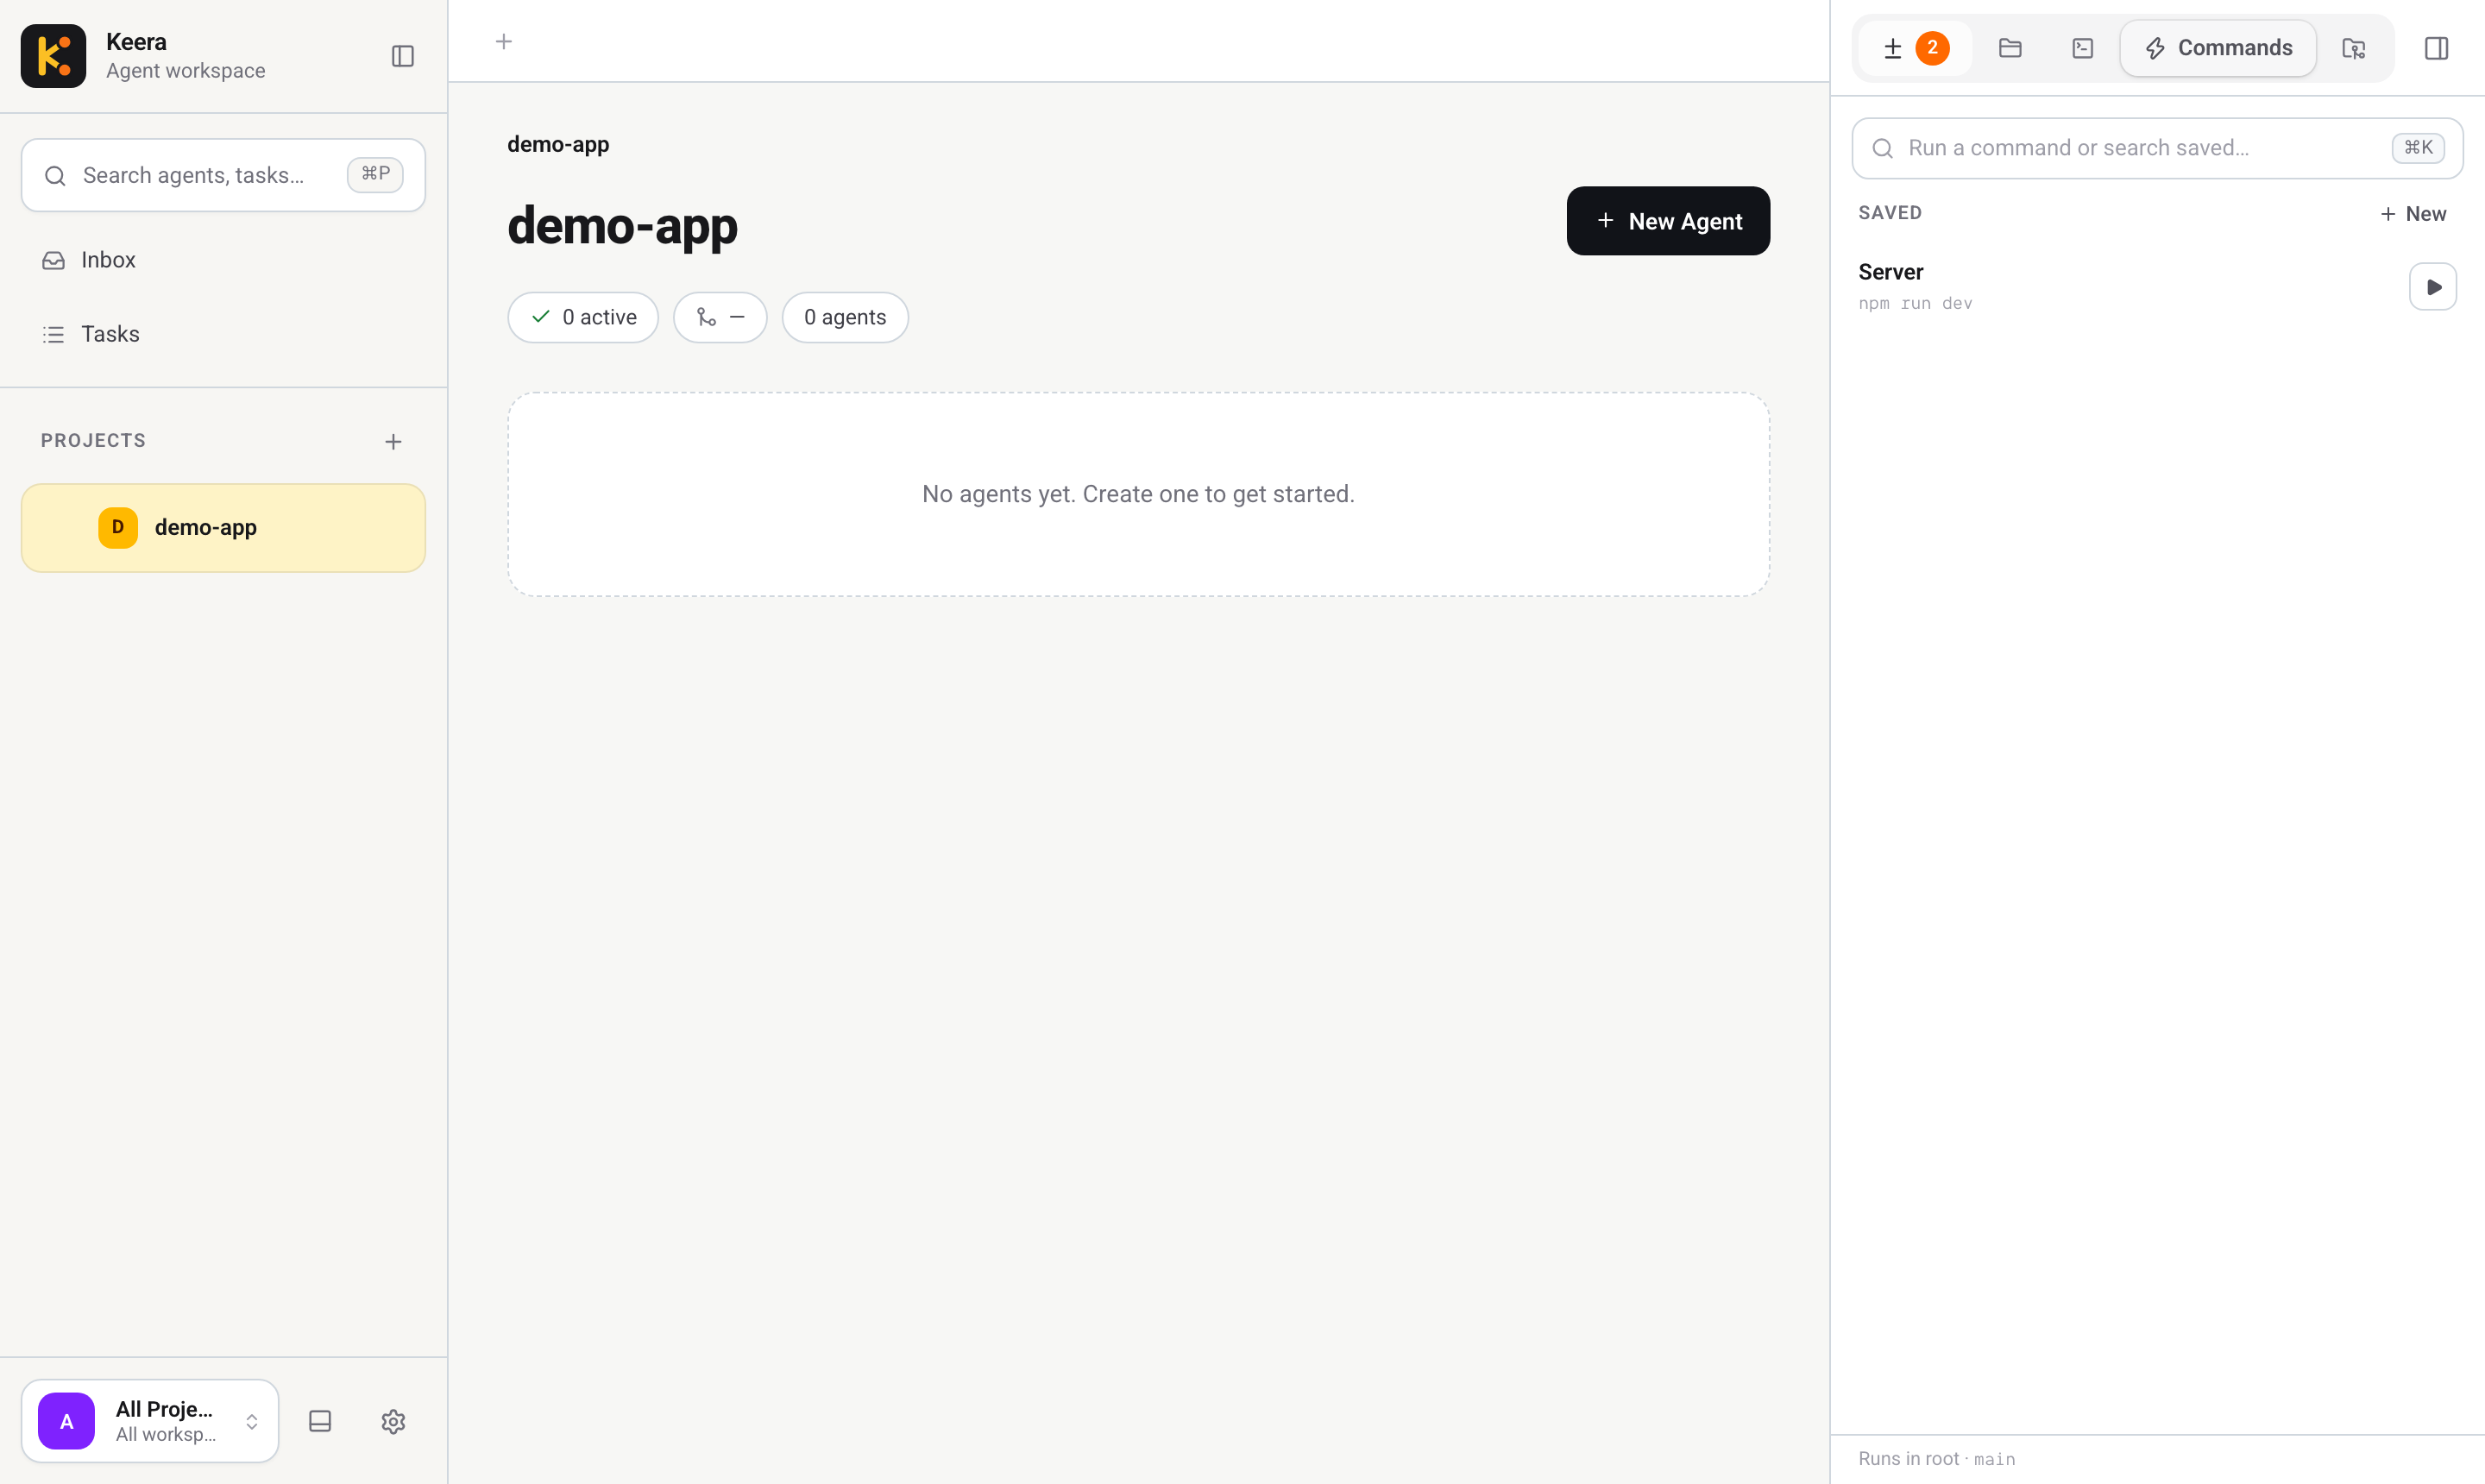 Keera
Agent workspace
Search agents, tasks...
⌘P
Inbox
Tasks
PROJECTS
D
demo-app
A
All Proje...
All worksp...
demo-app
demo-app
New Agent
0 active
—
0 agents
No agents yet. Create one to get started.
2
Commands
Run a command or search saved...
⌘K
SAVED
New
Server
npm run dev
Runs in root · main